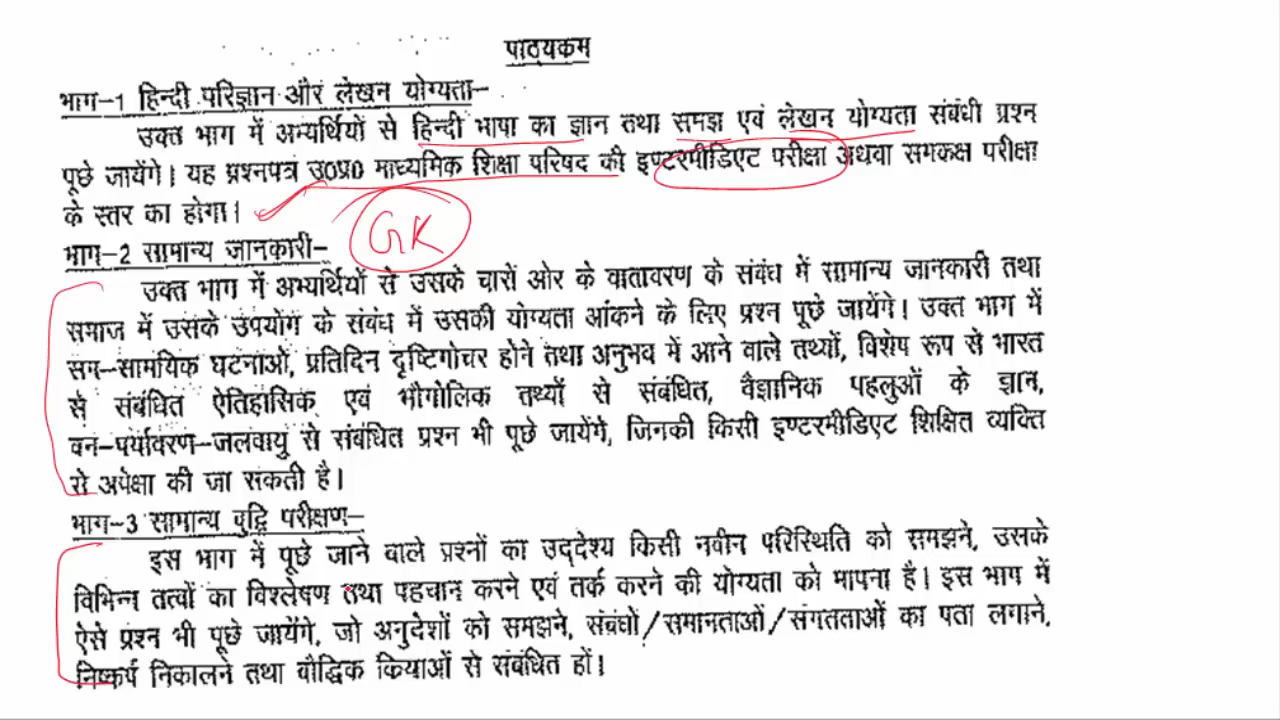 पाठ्यकम
भाग-1 हिन्दी परिज्ञान और लेखन योग्यता-
उक्त भाग में अभ्यर्थियों से हिन्दी भाषा का ज्ञान तथा समझ एवं लेखन योग्यता संबंधी प्रश्न
पूछे जायेंगे। यह प्रश्नपत्र उ0प्र0 माध्यमिक शिक्षा परिषद की इण्टरमीडिएट परीक्षा अथवा समकक्ष परीक्षा
के स्तर का होगा।
GK
भाग-2 सामान्य जानकारी-
उक्त भाग में अभ्यर्थियों से उसके चारों ओर के वातावरण के संबंध में सामान्य जानकारी तथा
समाज में उसके उपयोग के संबंध में उसकी योग्यता आंकने के लिए प्रश्न पूछे जायेंगे। उक्त भाग में
सम-सामयिक घटनाओं, प्रतिदिन दृष्टिगोचर होने तथा अनुभव में आने वाले तथ्यों, विशेष रूप से भारत
से संबंधित ऐतिहासिक एवं भौगोलिक तथ्यों से संबंधित, वैज्ञानिक पहलुओं के ज्ञान,
वन-पर्यावरण-जलवायु से संबंधित प्रश्न भी पूछे जायेंगे, जिनकी किसी इण्टरमीडिएट शिक्षित व्यक्ति
से अपेक्षा की जा सकती है।
भाग-3 सामान्य बुद्धि परीक्षण-
इस भाग में पूछे जाने वाले प्रश्नों का उद्देश्य किसी नवीन परिस्थिति को समझने, उसके
विभिन्न तत्वों का विश्लेषण तथा पहचान करने एवं तर्क करने की योग्यता को मापना है। इस भाग में
ऐसे प्रश्न भी पूछे जायेंगे, जो अनुदेशों को समझने, संबंधों/समानताओं/संगतताओं का पता लगाने,
निष्कर्ष निकालने तथा बौद्धिक कियाओं से संबंधित हों।